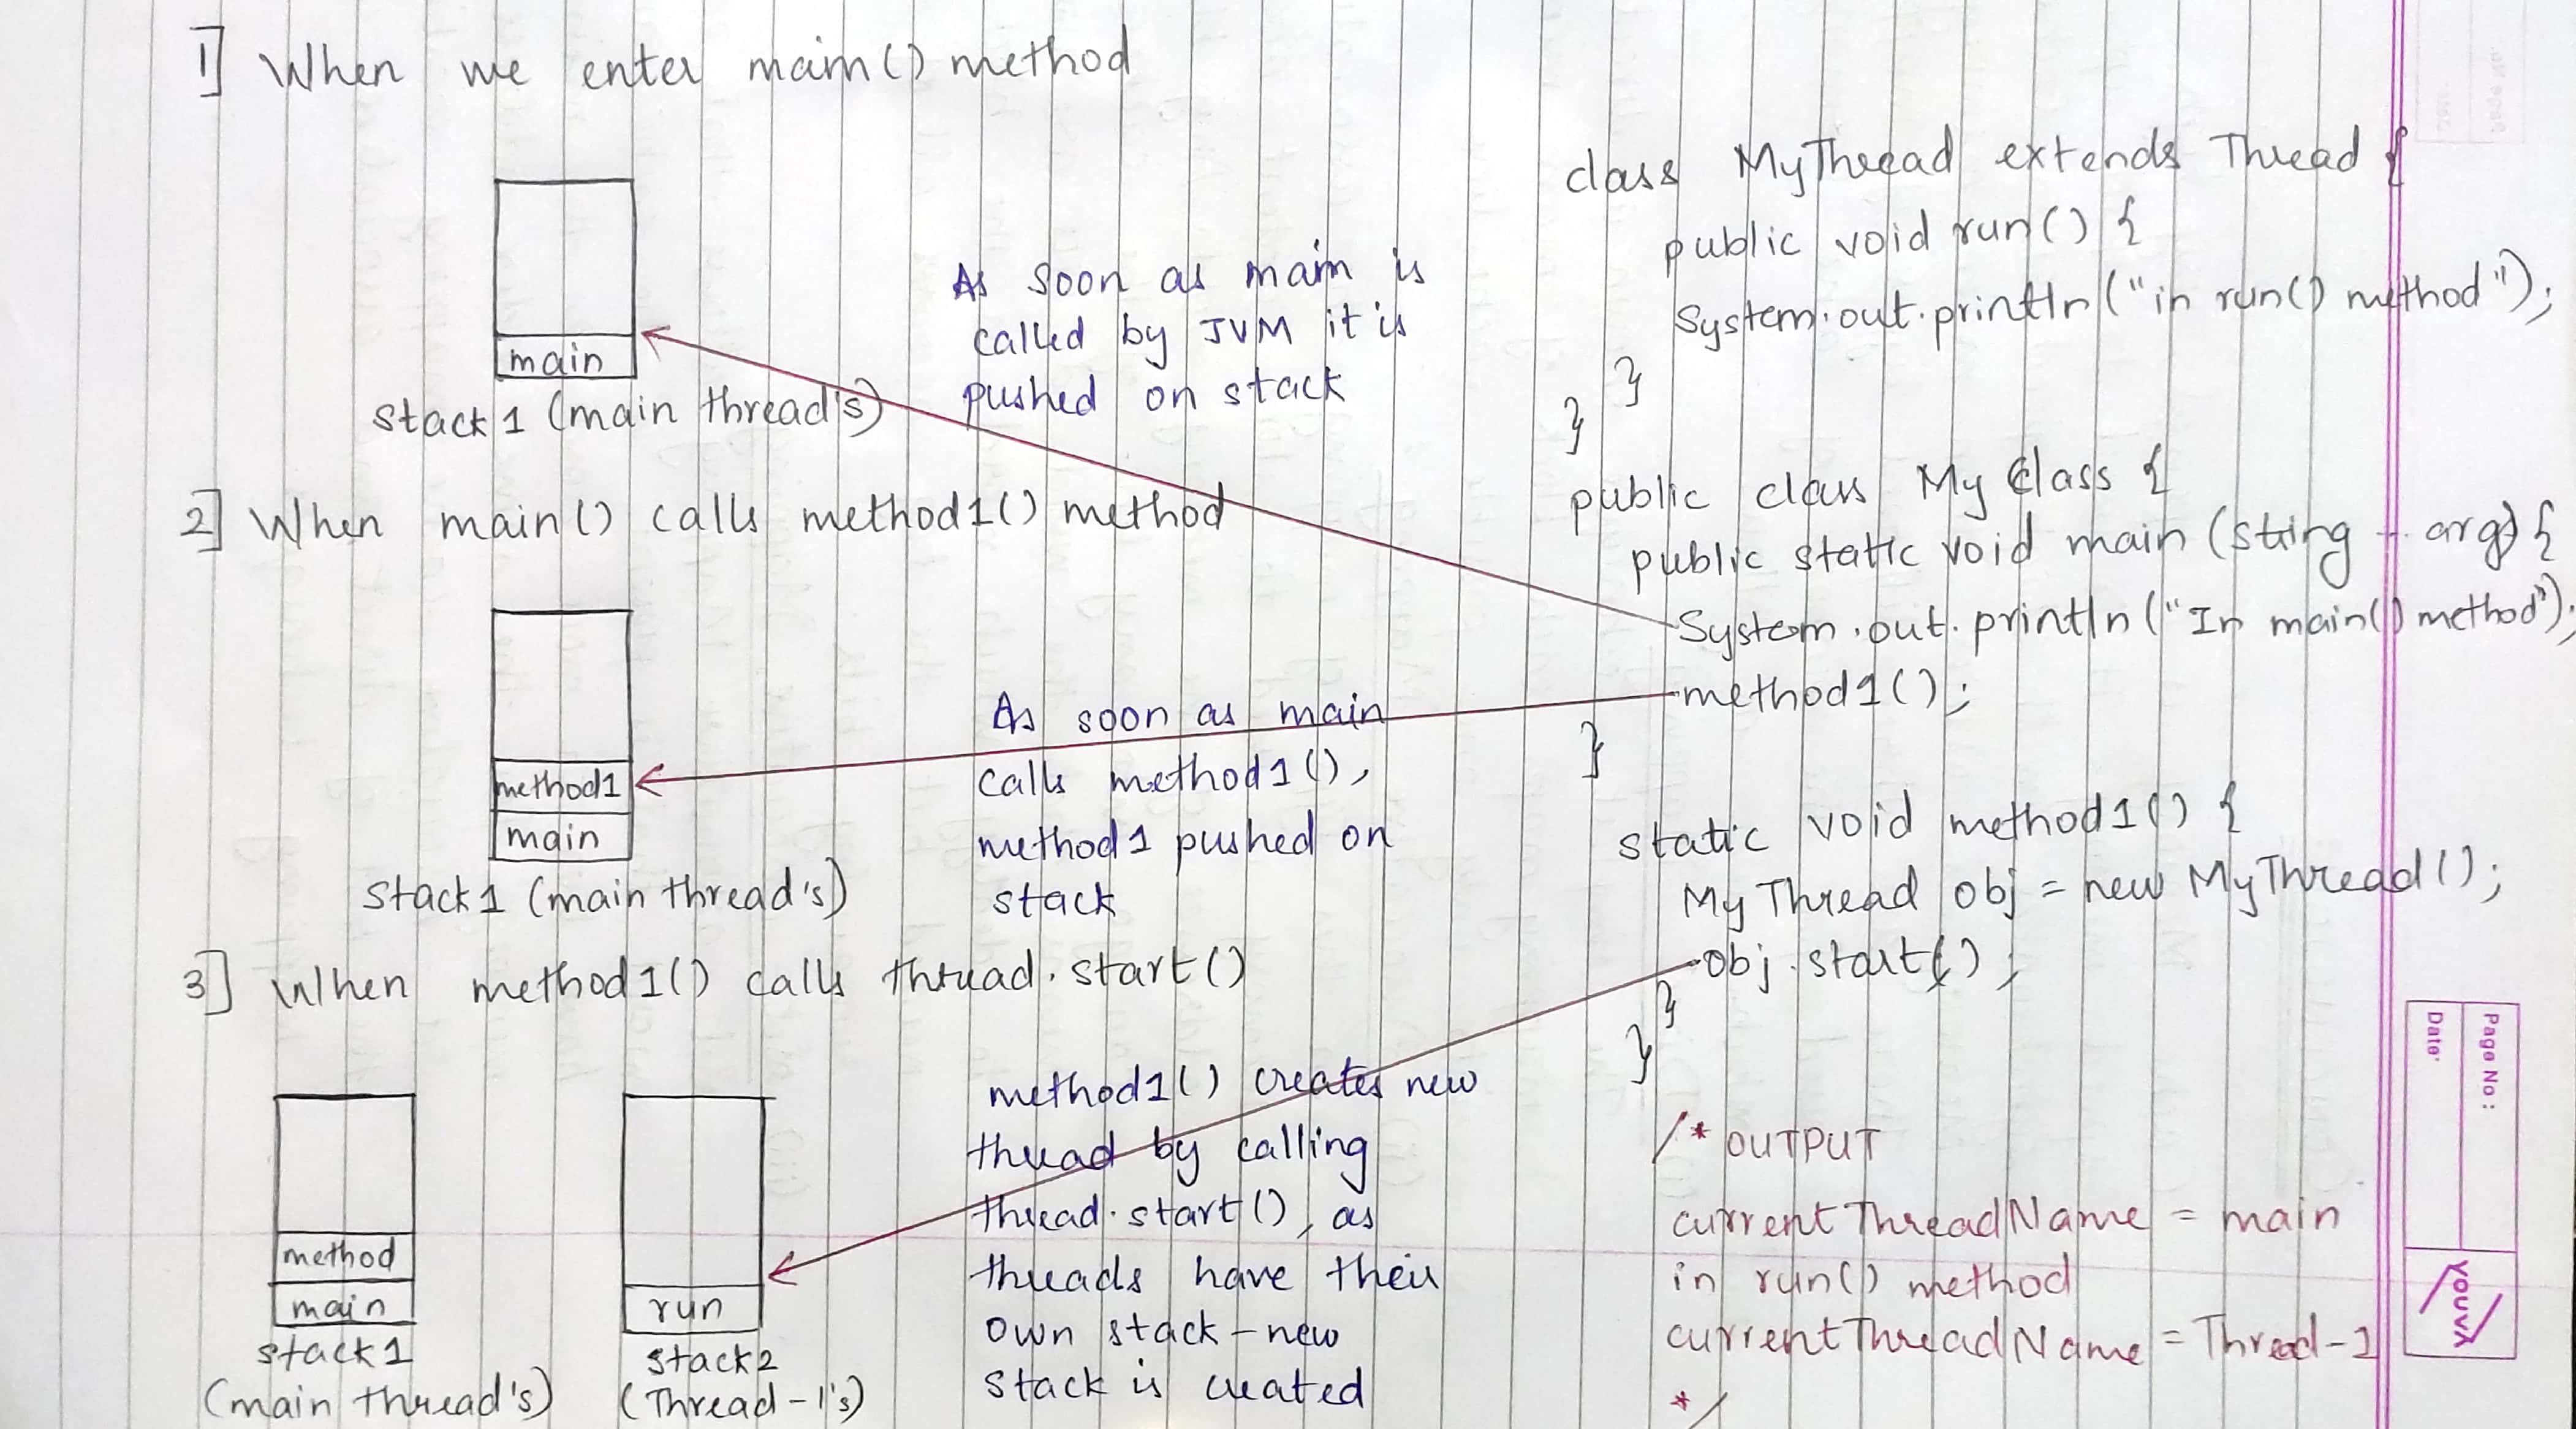 1] When we enter main() method
main
Stack 1 (main thread's)
As soon as main is
called by JVM it is
pushed on stack
2] When main() calls method1() method
method1
main
Stack 1 (main thread's)
As soon as main
calls method1(),
method1 pushed on
stack
3] When method1() calls thread.start()
method
main
stack 1
(main thread's)
run
stack 2
(Thread-1's)
method1() creates new
thread by calling
thread.start(), as
threads have their
own stack - new
stack is created
class MyThread extends Thread {
public void run() {
System.out.println("in run() method");
}
}
public class MyClass {
public static void main (string .. arg) {
System.out.println("In main() method");
method1();
}
static void method1() {
MyThread obj = new MyThread();
obj.start();
}
}
/* OUTPUT
currentThreadName = main
in run() method
currentThreadName = Thread-1
*/
Page No :
Date
YOUVA